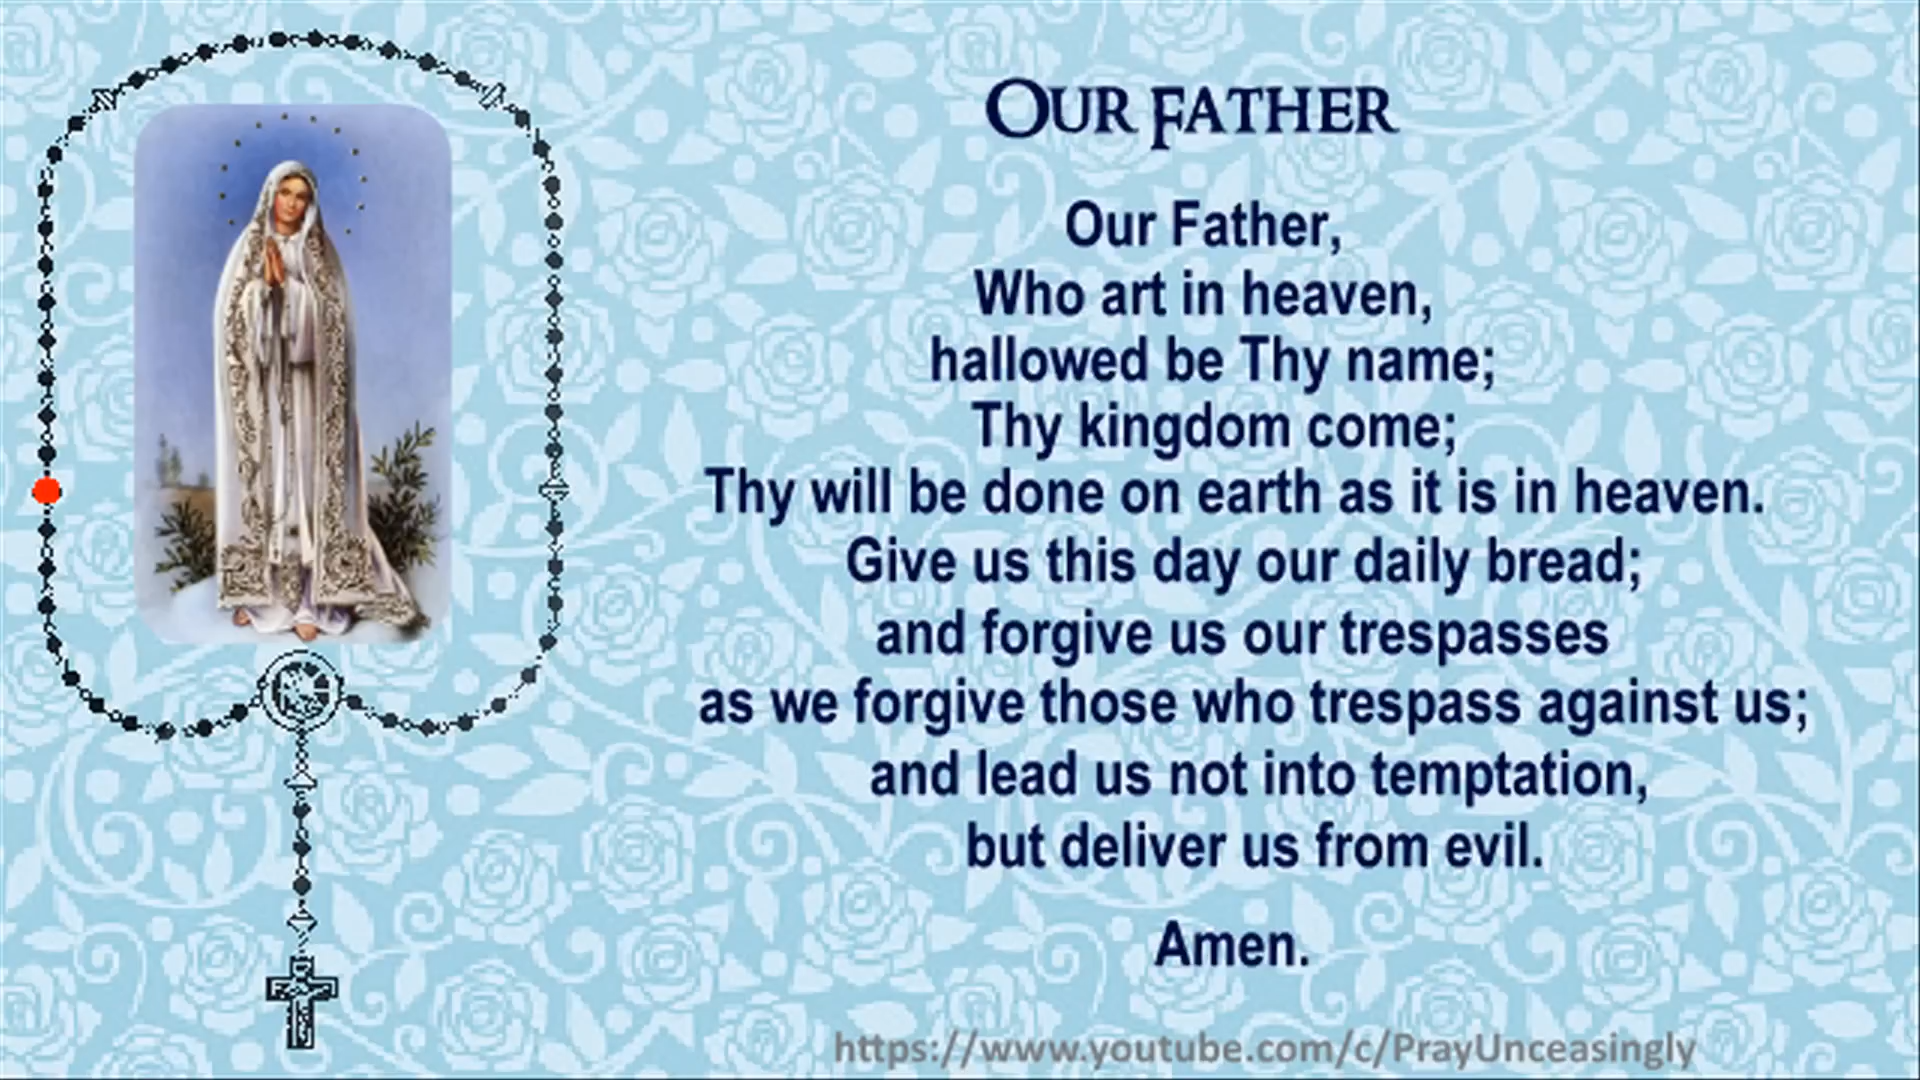 OUR FATHER
Our Father,
Who art in heaven,
hallowed be Thy name;
Thy kingdom come;
Thy will be done on earth as it is in heaven.
Give us this day our daily bread;
and forgive us our trespasses
as we forgive those who trespass against us;
and lead us not into temptation,
but deliver us from evil.
Amen.
https://www.youtube.com/c/PrayUnceasingly